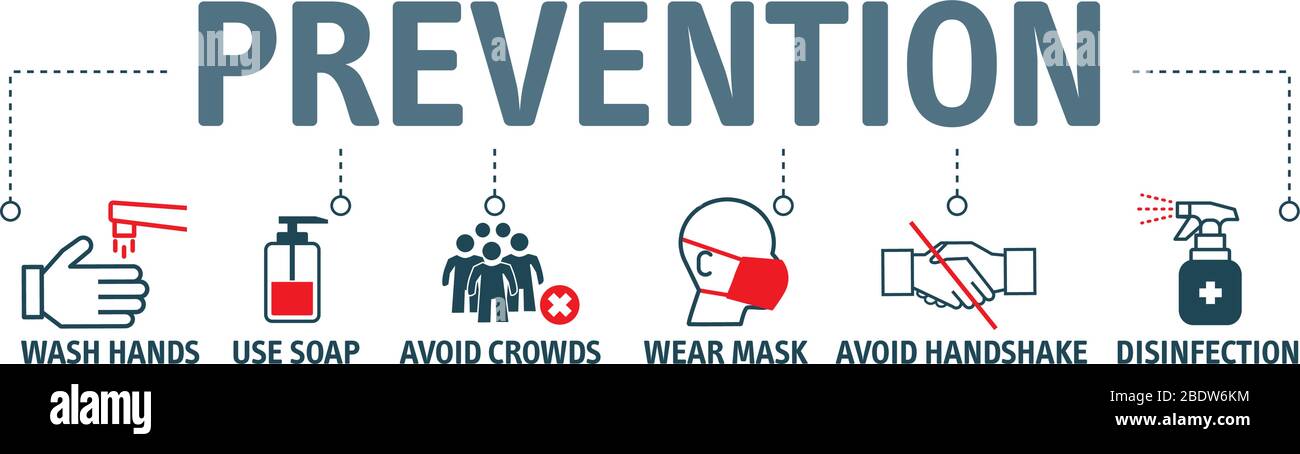 PREVENTION
WASH HANDS USE SOAP AVOID CROWDS WEAR MASK AVOID HANDSHAKE DISINFECTION
alamy
Image ID: 2BDW6KM
www.alamy.com